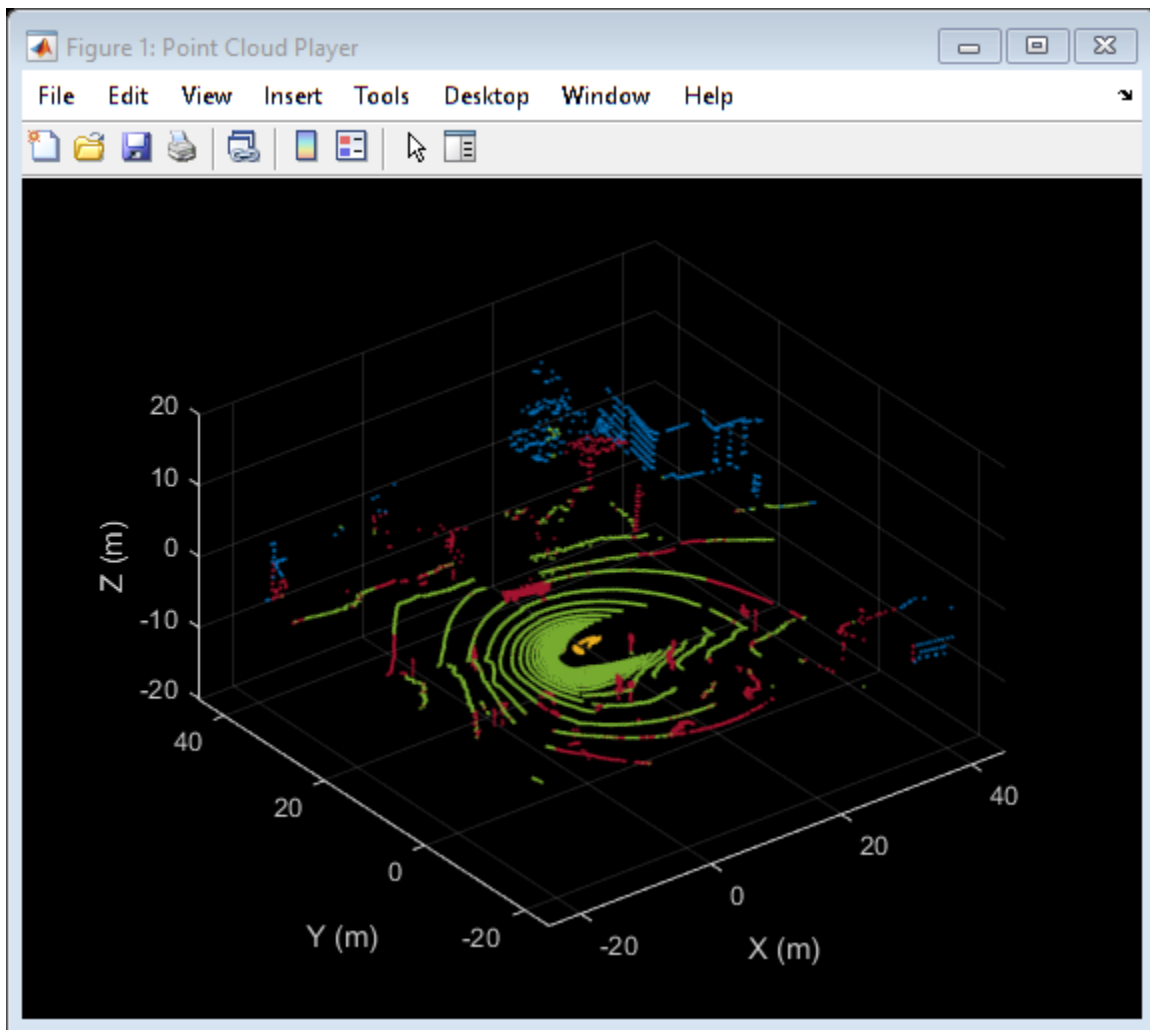 Figure 1: Point Cloud Player
File Edit View Insert Tools Desktop Window Help
20
10
0
-10
-20
Z (m)
40
20
0
-20
Y (m)
-20
0
20
40
X (m)